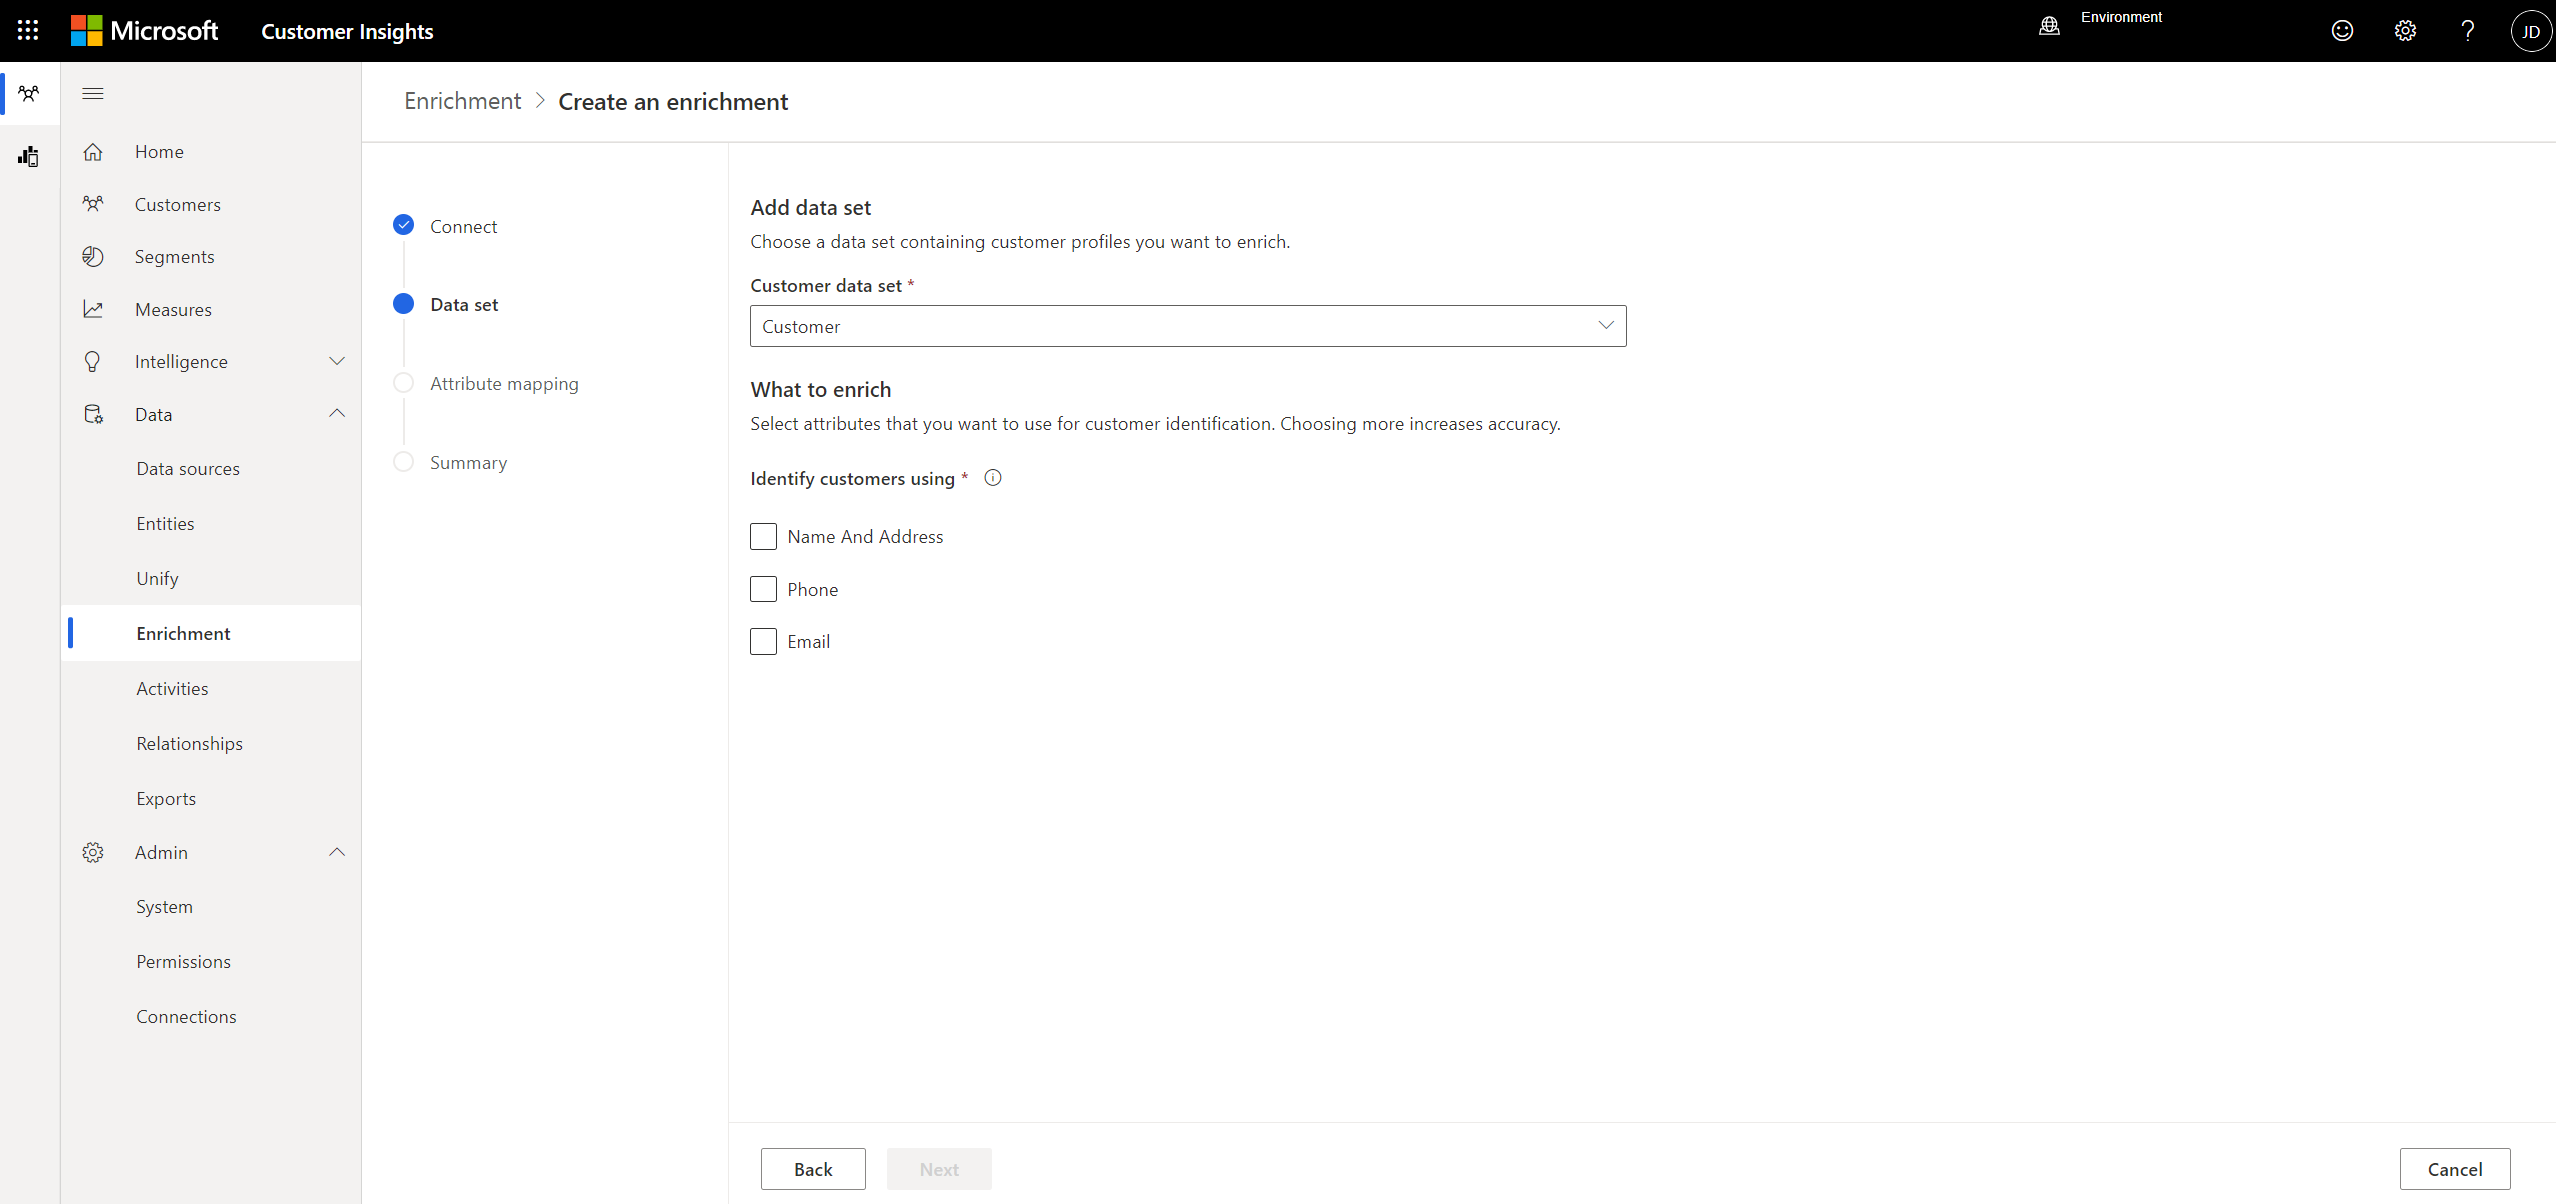 Microsoft
Customer Insights
Environment
JD
Home
Customers
Segments
Measures
Intelligence
Data
Data sources
Entities
Unify
Enrichment
Activities
Relationships
Exports
Admin
System
Permissions
Connections
Enrichment > Create an enrichment
Connect
Data set
Attribute mapping
Summary
Add data set
Choose a data set containing customer profiles you want to enrich.
Customer data set *
Customer
What to enrich
Select attributes that you want to use for customer identification. Choosing more increases accuracy.
Identify customers using *
Name And Address
Phone
Email
Back
Next
Cancel